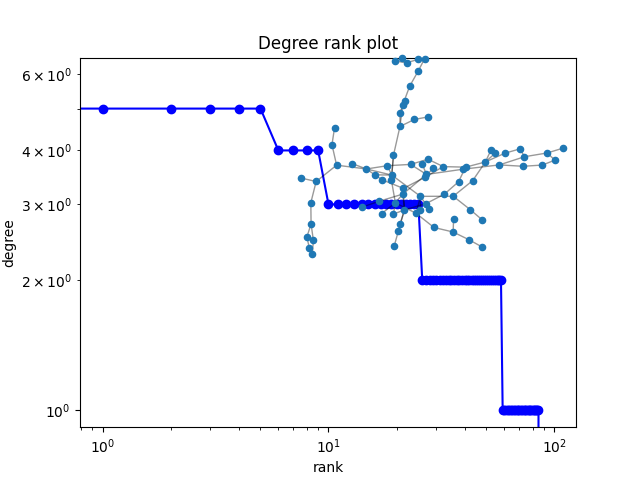 Degree rank plot
degree
6 × 10⁰
4 × 10⁰
3 × 10⁰
2 × 10⁰
10⁰
10⁰
10¹
10²
rank